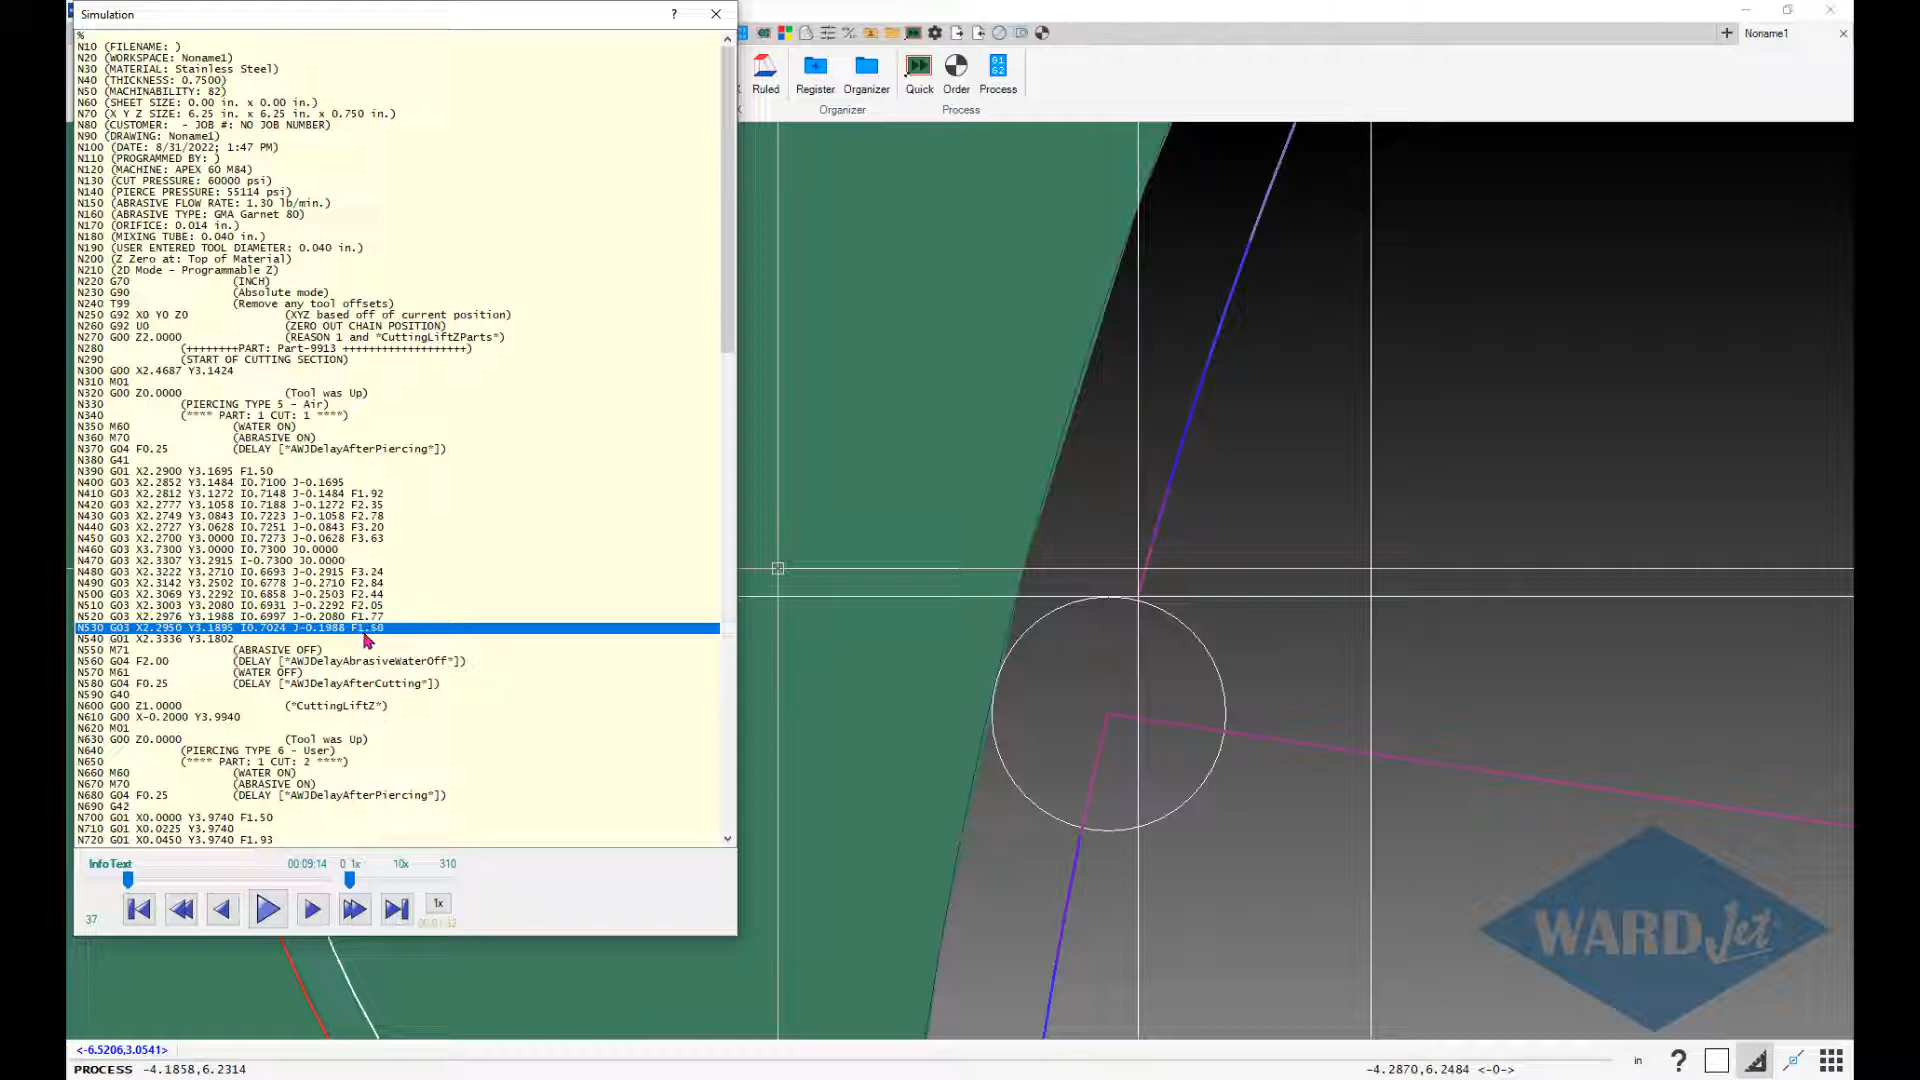 Simulation
?
%
N10 (FILENAME: )
N20 (WORKSPACE: Noname1)
N30 (MATERIAL: Stainless Steel)
N40 (THICKNESS: 0.7500)
N50 (MACHINABILITY: 82)
N60 (SHEET SIZE: 0.00 in. x 0.00 in.)
N70 (X Y Z SIZE: 6.25 in. x 6.25 in. x 0.750 in.)
N80 (CUSTOMER:  - JOB #: NO JOB NUMBER)
N90 (DRAWING: Noname1)
N100 (DATE: 8/31/2022; 1:47 PM)
N110 (PROGRAMMED BY: )
N120 (MACHINE: APEX 60 M84)
N130 (CUT PRESSURE: 60000 psi)
N140 (PIERCE PRESSURE: 55114 psi)
N150 (ABRASIVE FLOW RATE: 1.30 lb/min.)
N160 (ABRASIVE TYPE: GMA Garnet 80)
N170 (ORIFICE: 0.014 in.)
N180 (MIXING TUBE: 0.040 in.)
N190 (USER ENTERED TOOL DIAMETER: 0.040 in.)
N200 (Z Zero at: Top of Material)
N210 (2D Mode - Programmable Z)
N220 G70 (INCH)
N230 G90 (Absolute mode)
N240 T99 (Remove any tool offsets)
N250 G92 X0 Y0 Z0 (XYZ based off of current position)
N260 G92 U0 (ZERO OUT CHAIN POSITION)
N270 G00 Z2.0000 (REASON 1 and *CuttingLiftZParts*)
N280 (++++++++PART: Part-9913 +++++++++++++++++++)
N290 (START OF CUTTING SECTION)
N300 G00 X2.4687 Y3.1424
N310 M01
N320 G00 Z0.0000 (Tool was Up)
N330 (PIERCING TYPE 5 - Air)
N340 (**** PART: 1 CUT: 1 ****)
N350 M60 (WATER ON)
N360 M70 (ABRASIVE ON)
N370 G04 F0.25 (DELAY [*AWJDelayAfterPiercing*])
N380 G41
N390 G01 X2.2900 Y3.1695 F1.50
N400 G03 X2.2852 Y3.1484 I0.7100 J-0.1695
N410 G03 X2.2812 Y3.1272 I0.7148 J-0.1484 F1.92
N420 G03 X2.2777 Y3.1058 I0.7188 J-0.1272 F2.35
N430 G03 X2.2749 Y3.0843 I0.7223 J-0.1058 F2.78
N440 G03 X2.2727 Y3.0628 I0.7251 J-0.0843 F3.20
N450 G03 X2.2700 Y3.0000 I0.7273 J-0.0628 F3.63
N460 G03 X3.7300 Y3.0000 I0.7300 J0.0000
N470 G03 X2.3307 Y3.2915 I-0.7300 J0.0000
N480 G03 X2.3222 Y3.2710 I0.6693 J-0.2915 F3.24
N490 G03 X2.3142 Y3.2502 I0.6778 J-0.2710 F2.84
N500 G03 X2.3069 Y3.2292 I0.6858 J-0.2503 F2.44
N510 G03 X2.3003 Y3.2080 I0.6931 J-0.2292 F2.05
N520 G03 X2.2976 Y3.1988 I0.6997 J-0.2080 F1.77
N530 G03 X2.2950 Y3.1895 I0.7024 J-0.1988 F1.50
N540 G01 X2.3336 Y3.1802
N550 M71 (ABRASIVE OFF)
N560 G04 F2.00 (DELAY [*AWJDelayAbrasiveWaterOff*])
N570 M61 (WATER OFF)
N580 G04 F0.25 (DELAY [*AWJDelayAfterCutting*])
N590 G40
N600 G00 Z1.0000 (*CuttingLiftZ*)
N610 G00 X-0.2000 Y3.9940
N620 M01
N630 G00 Z0.0000 (Tool was Up)
N640 (PIERCING TYPE 6 - User)
N650 (**** PART: 1 CUT: 2 ****)
N660 M60 (WATER ON)
N670 M70 (ABRASIVE ON)
N680 G04 F0.25 (DELAY [*AWJDelayAfterPiercing*])
N690 G42
N700 G01 X0.0000 Y3.9740 F1.50
N710 G01 X0.0225 Y3.9740
N720 G01 X0.0450 Y3.9740 F1.93
Info Text 00:09:14 0 1x 10x 310
37 1x
Noname1
Ruled Register Organizer Quick Order Process
Organizer Process
WARD Jet
<-6.5206,3.0541>
PROCESS -4.1858,6.2314
-4.2870,6.2484 <-0->
in
?